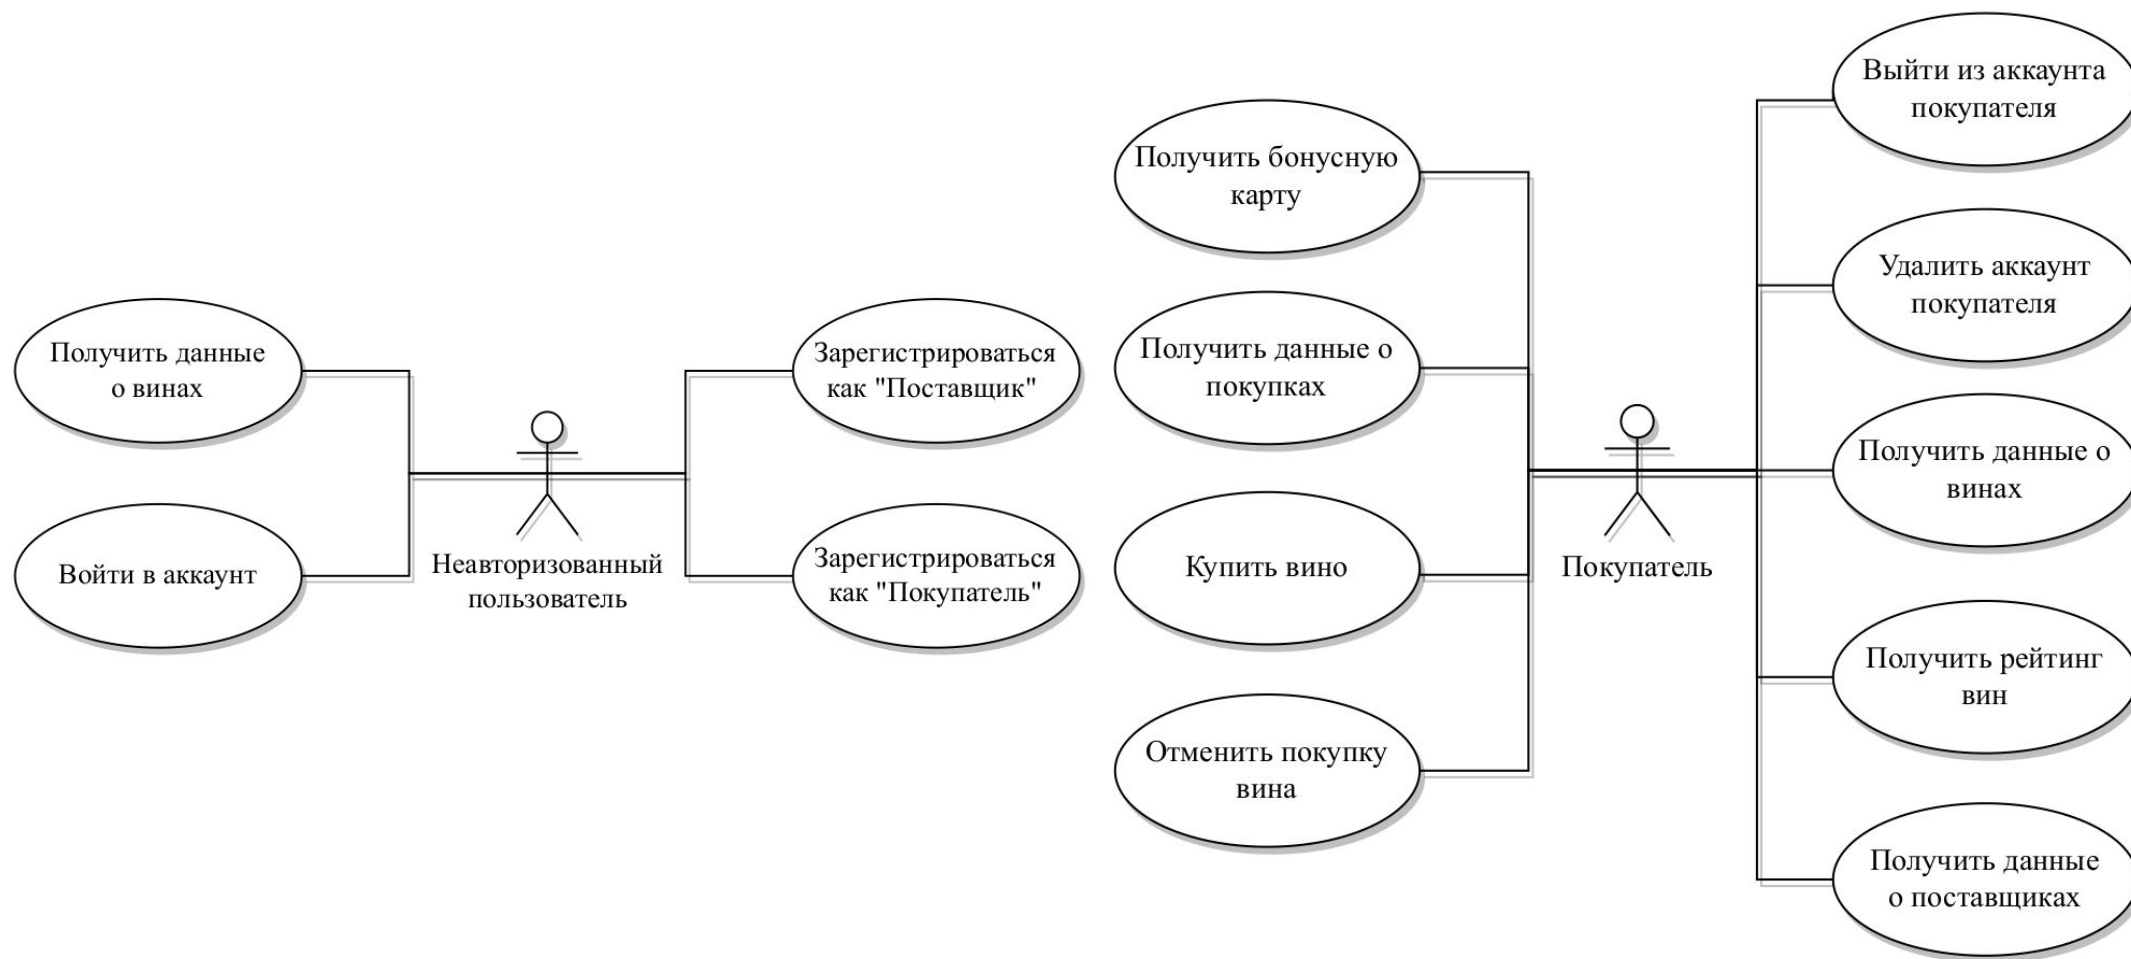 Получить данные
о винах
Войти в аккаунт
Неавторизованный
пользователь
Зарегистрироваться
как "Поставщик"
Зарегистрироваться
как "Покупатель"
Получить бонусную
карту
Получить данные о
покупках
Купить вино
Отменить покупку
вина
Покупатель
Выйти из аккаунта
покупателя
Удалить аккаунт
покупателя
Получить данные о
винах
Получить рейтинг
вин
Получить данные
о поставщиках